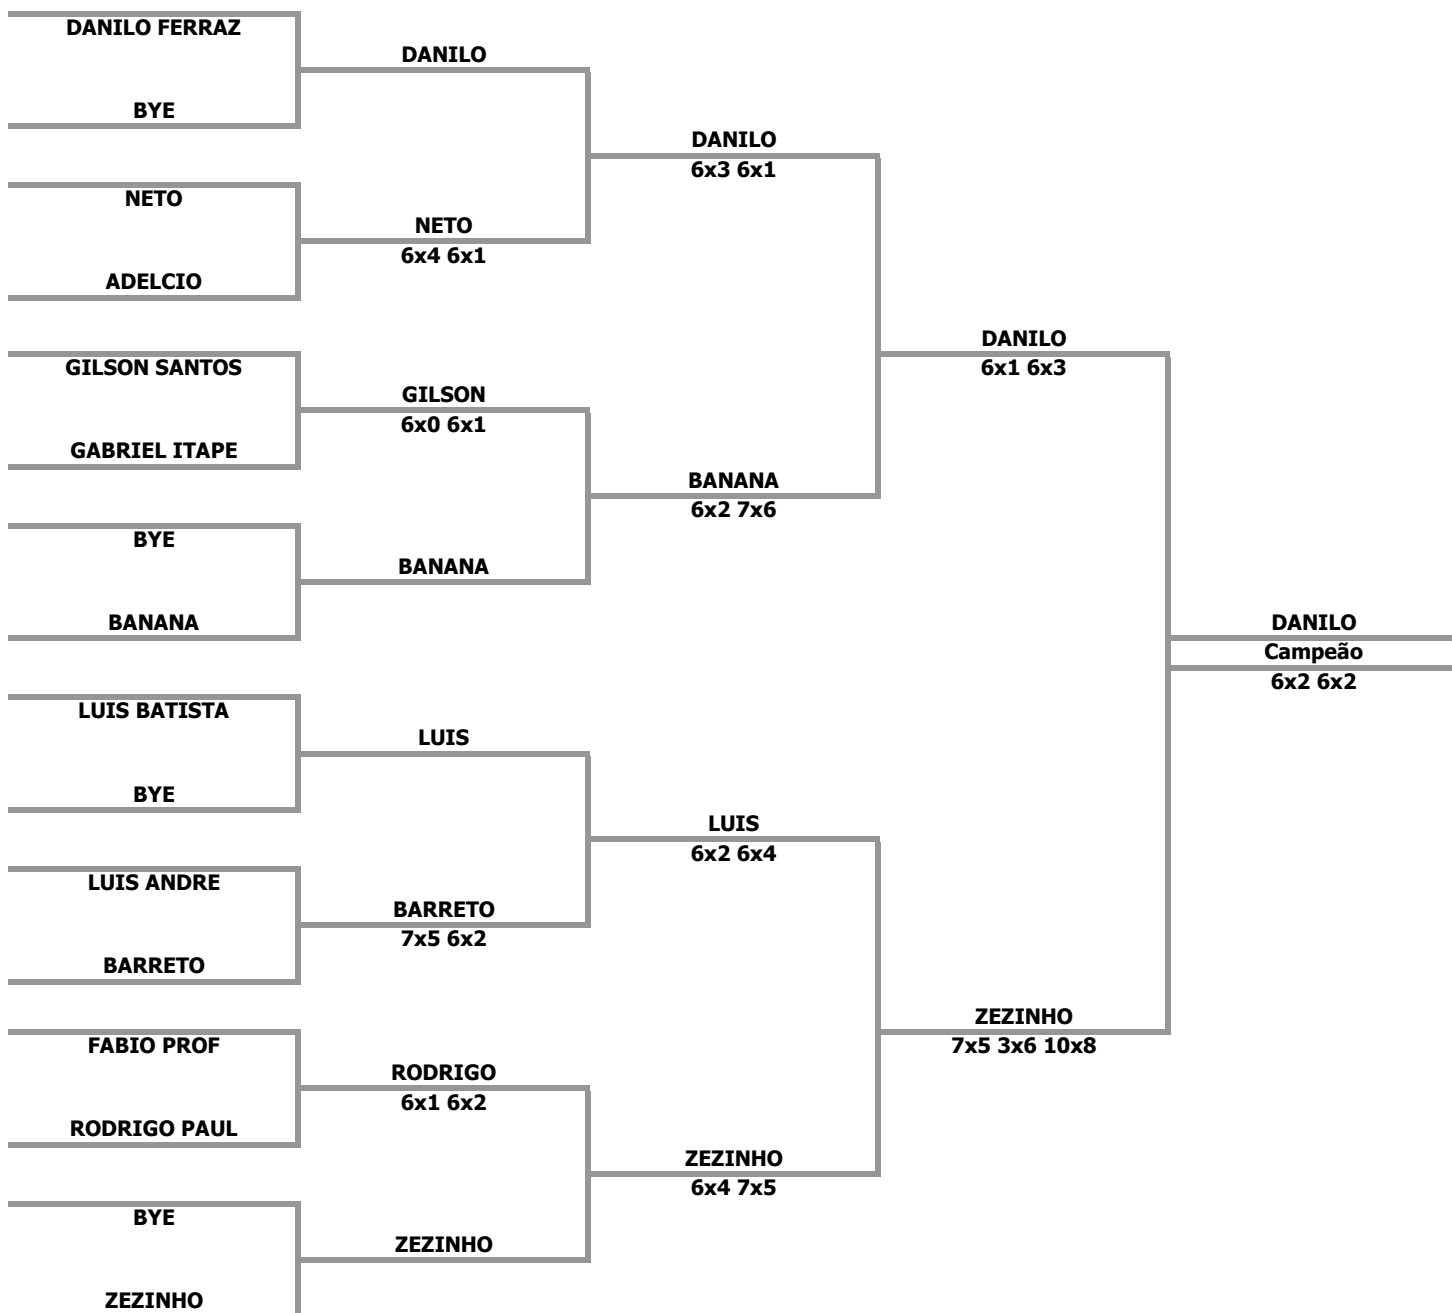 DANILO FERRAZ
BYE
NETO
ADELCIO
GILSON SANTOS
GABRIEL ITAPE
BYE
BANANA
LUIS BATISTA
BYE
LUIS ANDRE
BARRETO
FABIO PROF
RODRIGO PAUL
BYE
ZEZINHO
DANILO
NETO
6x4 6x1
GILSON
6x0 6x1
BANANA
LUIS
BARRETO
7x5 6x2
RODRIGO
6x1 6x2
ZEZINHO
DANILO
6x3 6x1
BANANA
6x2 7x6
LUIS
6x2 6x4
ZEZINHO
6x4 7x5
DANILO
6x1 6x3
ZEZINHO
7x5 3x6 10x8
DANILO
Campeão
6x2 6x2